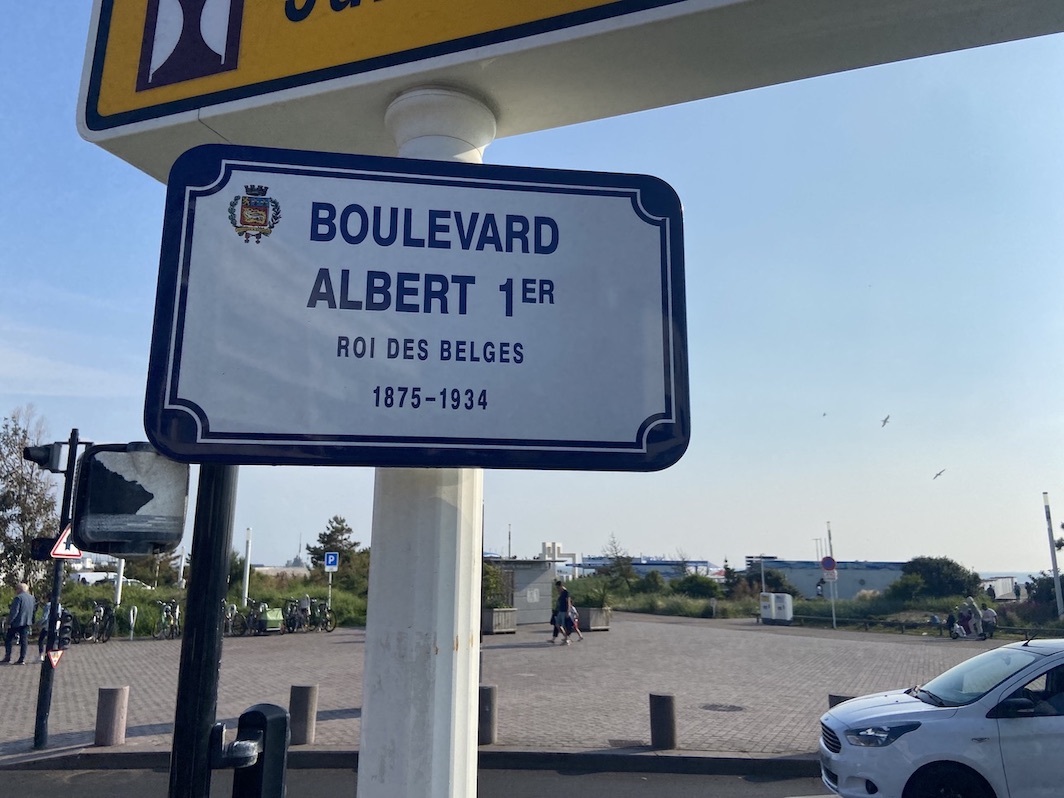 BOULEVARD
ALBERT 1ER
ROI DES BELGES
1875-1934
P